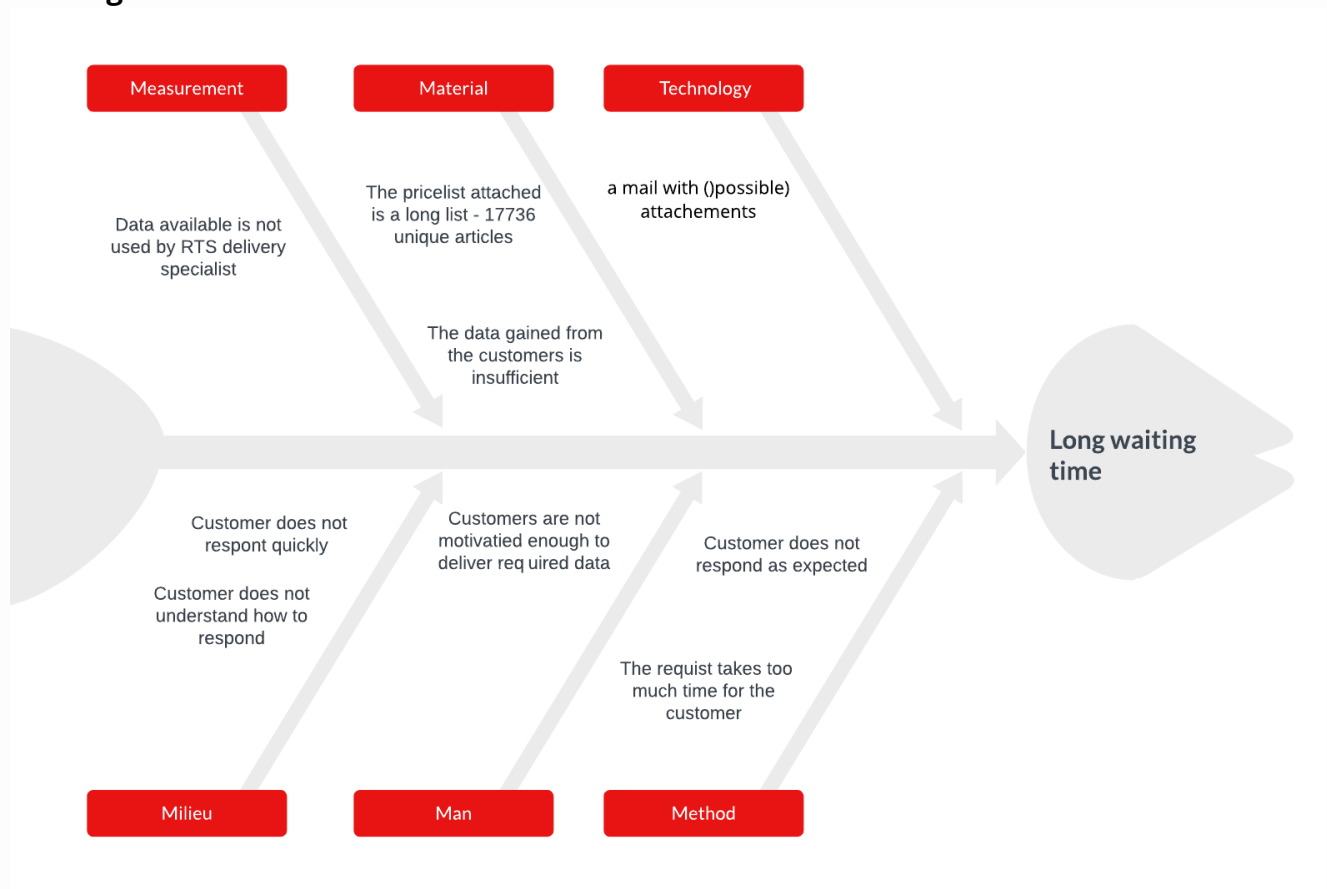 g
Measurement
Material
Technology
Data available is not
used by RTS delivery
specialist
The pricelist attached
is a long list - 17736
unique articles
a mail with ()possible)
attachements
The data gained from
the customers is
insufficient
Long waiting
time
Customer does not
respont quickly
Customer does not
understand how to
respond
Customers are not
motivatied enough to
deliver req uired data
Customer does not
respond as expected
The requist takes too
much time for the
customer
Milieu
Man
Method